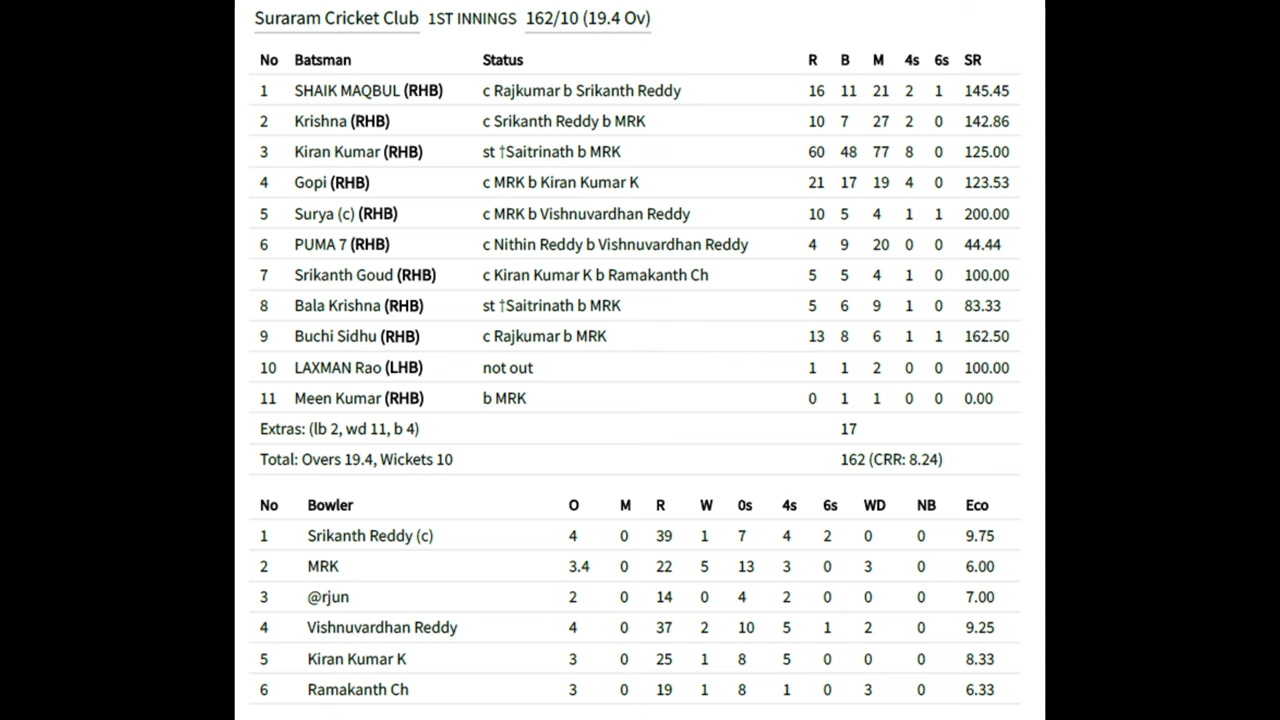 Suraram Cricket Club 1ST INNINGS 162/10 (19.4 Ov)
No Batsman Status R B M 4s 6s SR
1 SHAIK MAQBUL (RHB) c Rajkumar b Srikanth Reddy 16 11 21 2 1 145.45
2 Krishna (RHB) c Srikanth Reddy b MRK 10 7 27 2 0 142.86
3 Kiran Kumar (RHB) st †Saitrinath b MRK 60 48 77 8 0 125.00
4 Gopi (RHB) c MRK b Kiran Kumar K 21 17 19 4 0 123.53
5 Surya (c) (RHB) c MRK b Vishnuvardhan Reddy 10 5 4 1 1 200.00
6 PUMA 7 (RHB) c Nithin Reddy b Vishnuvardhan Reddy 4 9 20 0 0 44.44
7 Srikanth Goud (RHB) c Kiran Kumar K b Ramakanth Ch 5 5 4 1 0 100.00
8 Bala Krishna (RHB) st †Saitrinath b MRK 5 6 9 1 0 83.33
9 Buchi Sidhu (RHB) c Rajkumar b MRK 13 8 6 1 1 162.50
10 LAXMAN Rao (LHB) not out 1 1 2 0 0 100.00
11 Meen Kumar (RHB) b MRK 0 1 1 0 0 0.00
Extras: (lb 2, wd 11, b 4) 17
Total: Overs 19.4, Wickets 10 162 (CRR: 8.24)
No Bowler O M R W 0s 4s 6s WD NB Eco
1 Srikanth Reddy (c) 4 0 39 1 7 4 2 0 0 9.75
2 MRK 3.4 0 22 5 13 3 0 3 0 6.00
3 @rjun 2 0 14 0 4 2 0 0 0 7.00
4 Vishnuvardhan Reddy 4 0 37 2 10 5 1 2 0 9.25
5 Kiran Kumar K 3 0 25 1 8 5 0 0 0 8.33
6 Ramakanth Ch 3 0 19 1 8 1 0 3 0 6.33